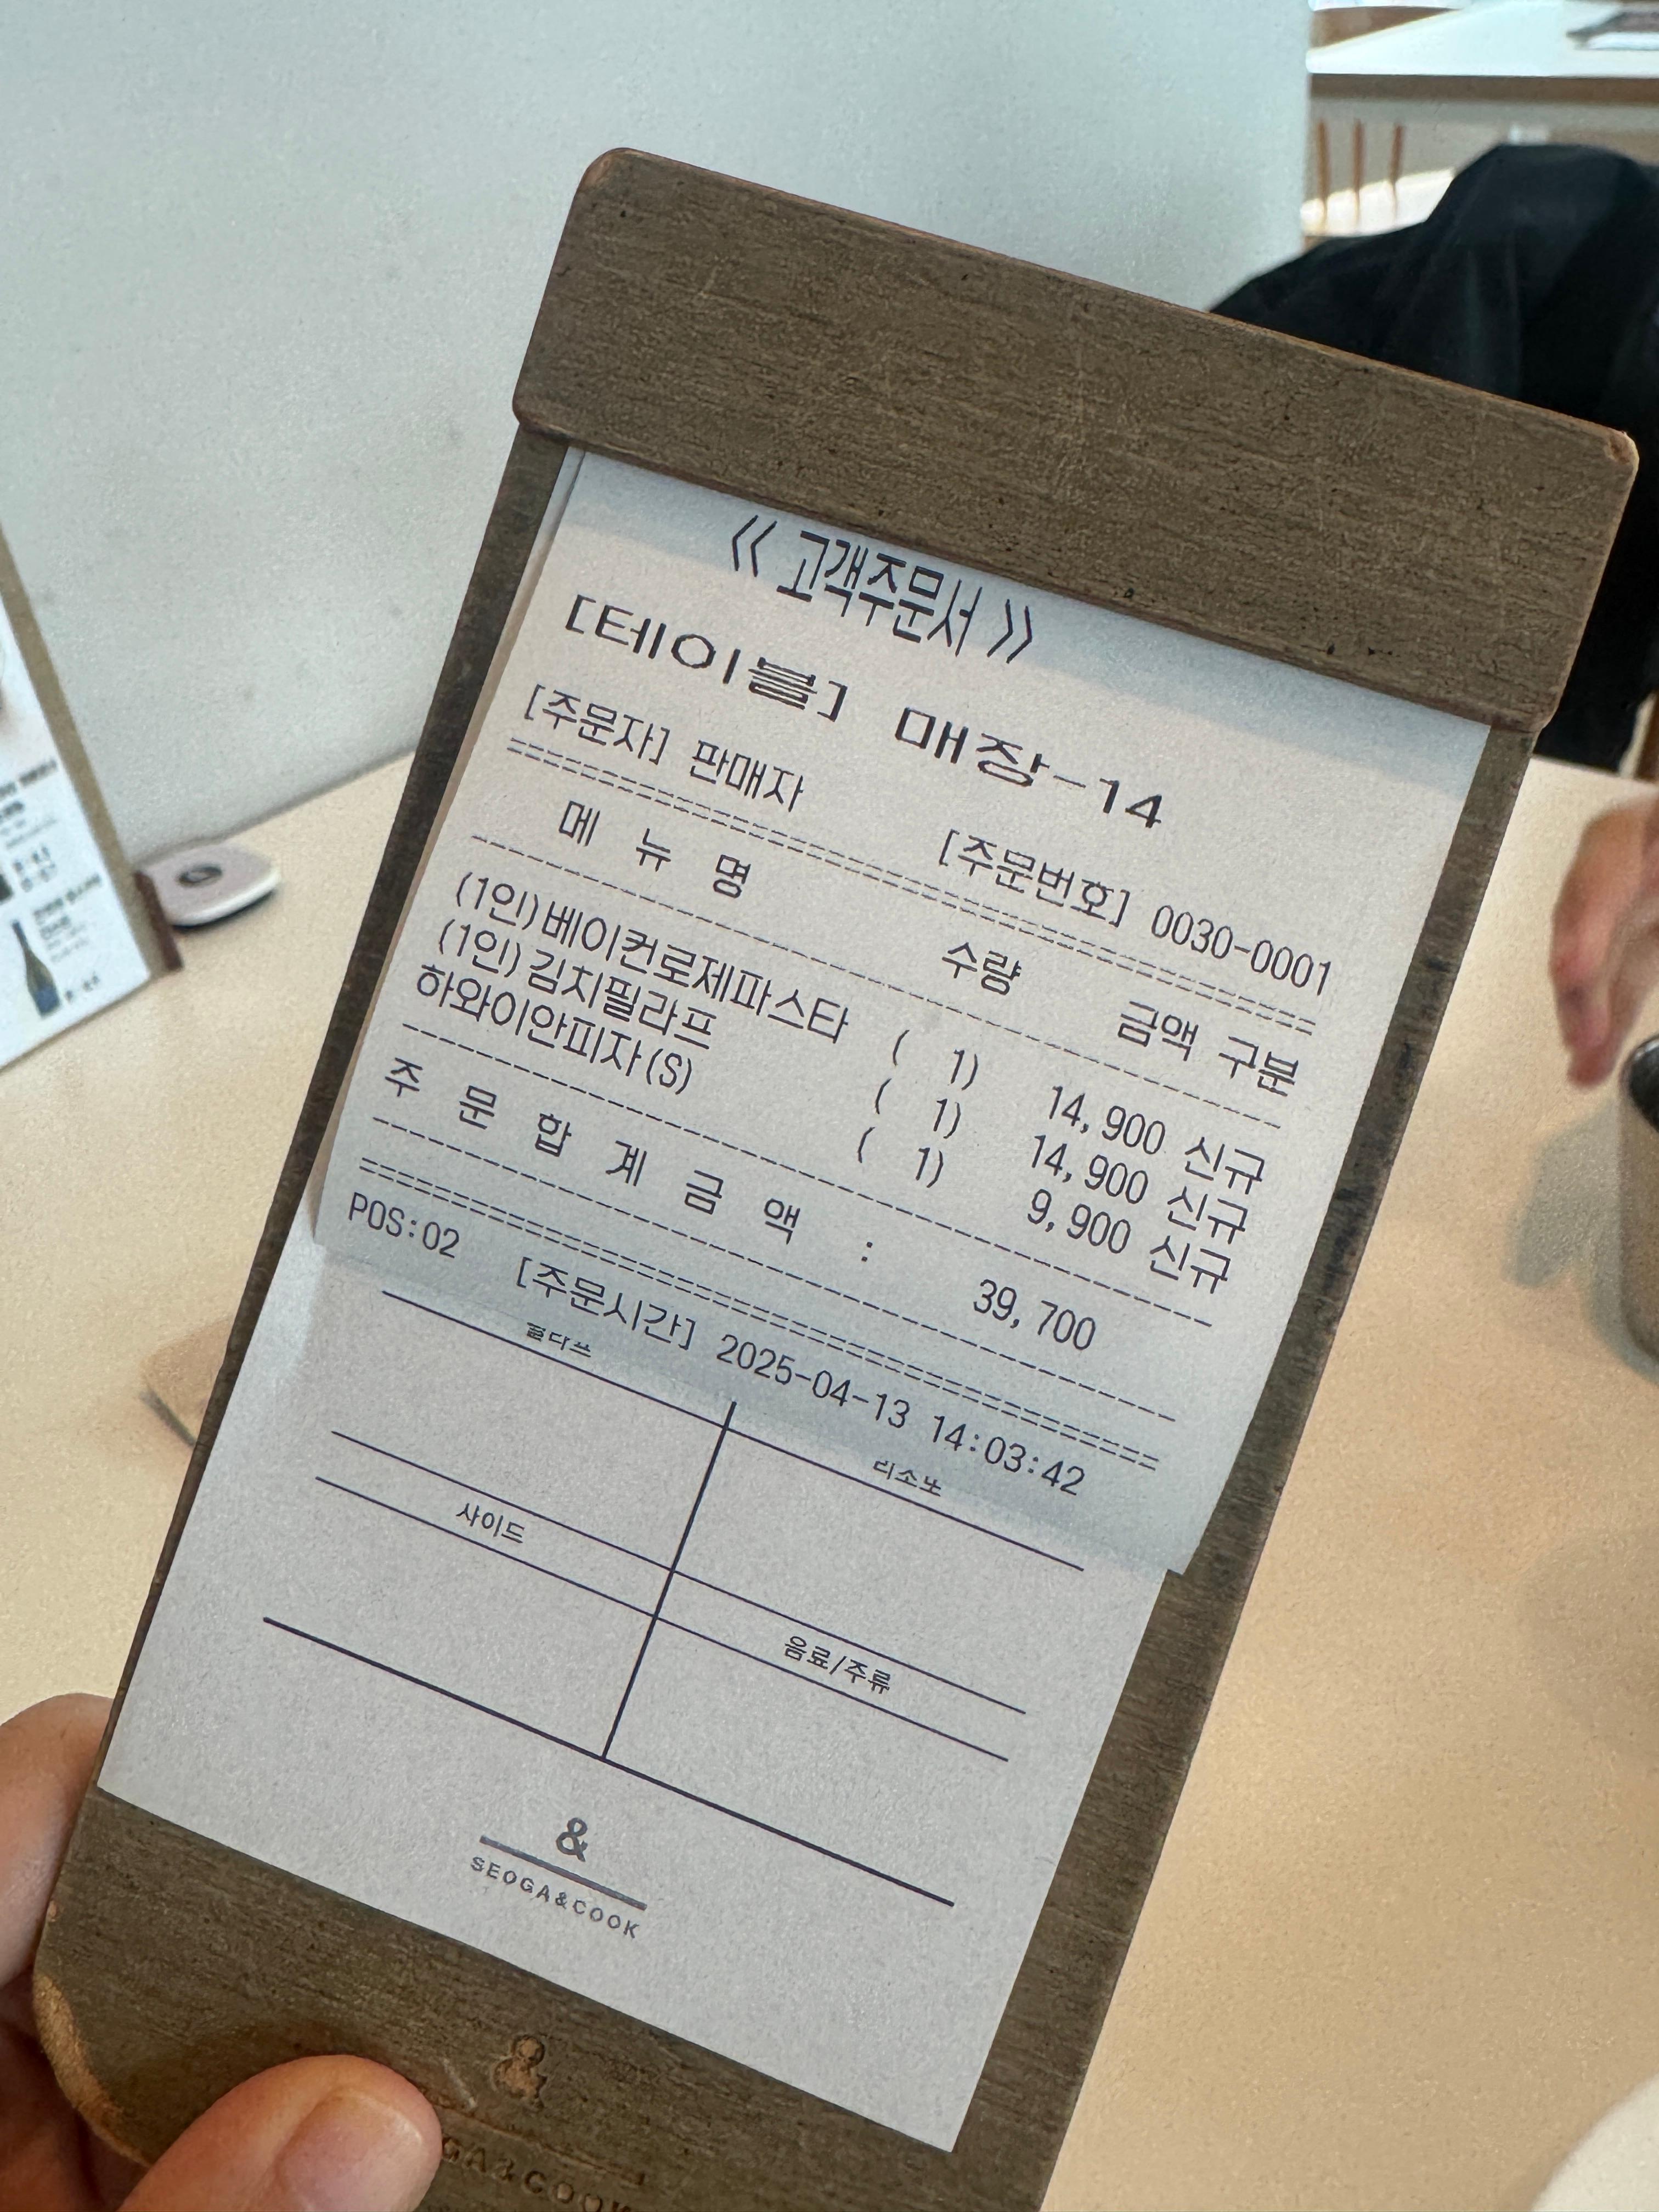 《 고객주문서 》
[테이블] 매장-14
[주문자] 판매자 [주문번호] 0030-0001
메 뉴 명 수량 금액 구분
(1인)베이컨로제파스타 ( 1) 14,900 신규
(1인)김치필라프 ( 1) 14,900 신규
하와이안피자(S) ( 1) 9,900 신규
주 문 합 계 금 액 : 39,700
POS:02 [주문시간] 2025-04-13 14:03:42
리소또
사이드 음료/주류
&
SEOGA&COOK
&
GA&COOK